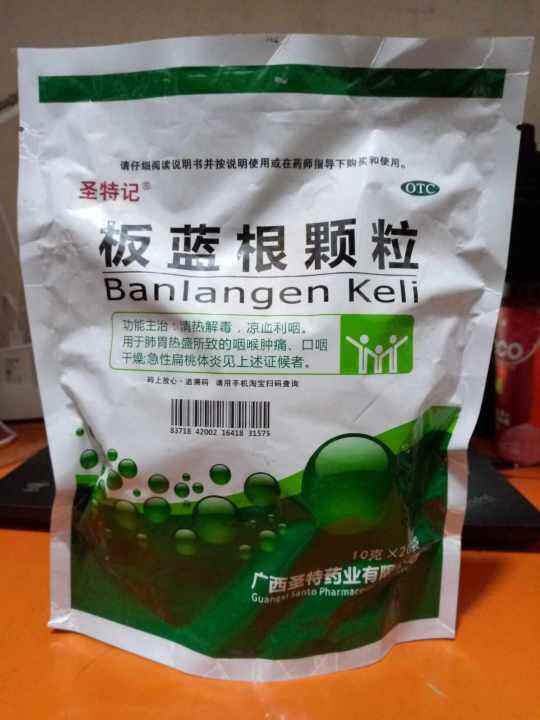 请仔细阅读说明书并按说明使用或在药师指导下购买和使用。
圣特记®
OTC
板蓝根颗粒
Banlangen Keli
功能主治:清热解毒,凉血利咽。
用于肺胃热盛所致的咽喉肿痛、口咽
干燥;急性扁桃体炎见上述证候者。
码上放心·追溯码 请用手机淘宝扫码查询
83718 42002 16418 31575
10克×20袋
广西圣特药业有限
Guangxi Santo Pharmac